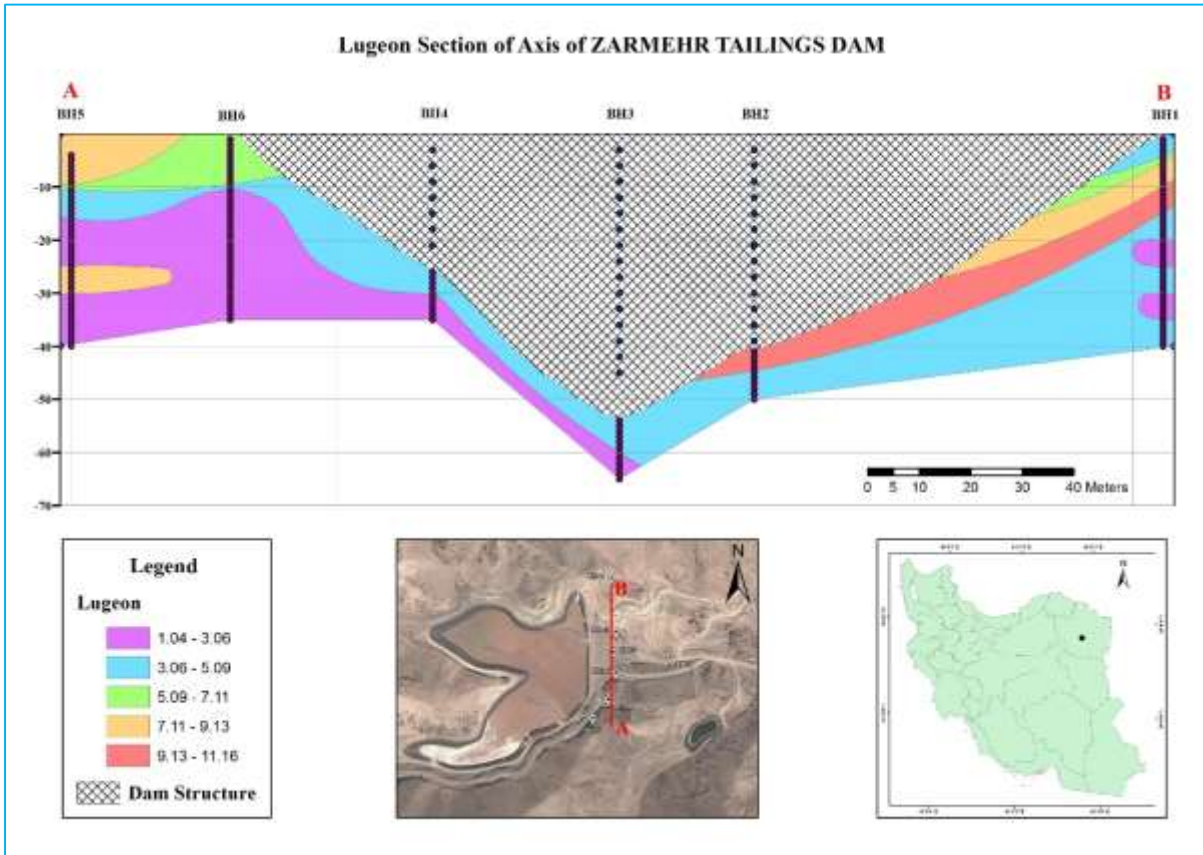 Lugeon Section of Axis of ZARMEHR TAILINGS DAM
A
B
BH5
BH6
BH4
BH3
BH2
BH1
-10
-20
-30
-40
-50
-60
-70
0 5 10 20 30 40 Meters
Legend
Lugeon
1.04 - 3.06
3.06 - 5.09
5.09 - 7.11
7.11 - 9.13
9.13 - 11.16
Dam Structure
N
B
A
N